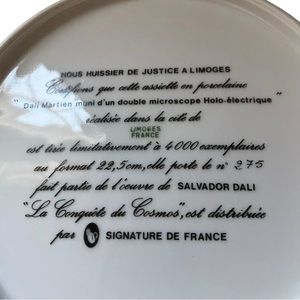 NOUS HUISSIER DE JUSTICE A LIMOGES
Certifions que cette assiette en porcelaine
"Dali Martien muni d'un double microscope Holo-électrique"
réalisée dans la cité de
LIMOGES
FRANCE
est tirée limitativement à 4000 exemplaires
au format 22,5cm, elle porte le n° 275
fait partie de l'oeuvre de SALVADOR DALI
"La Conquête du Cosmos", est distribuée
par SIGNATURE DE FRANCE